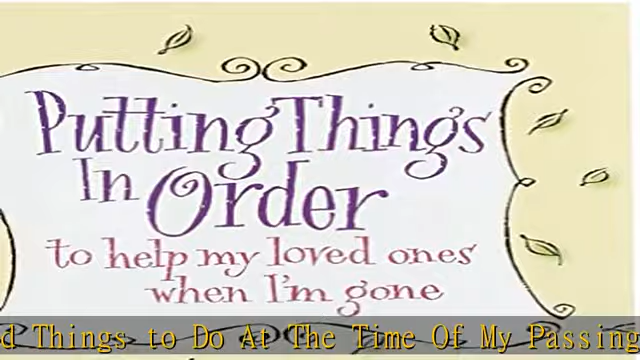 Putting Things
In Order
to help my loved ones
when I'm gone
d Things to Do At The Time Of My Passing